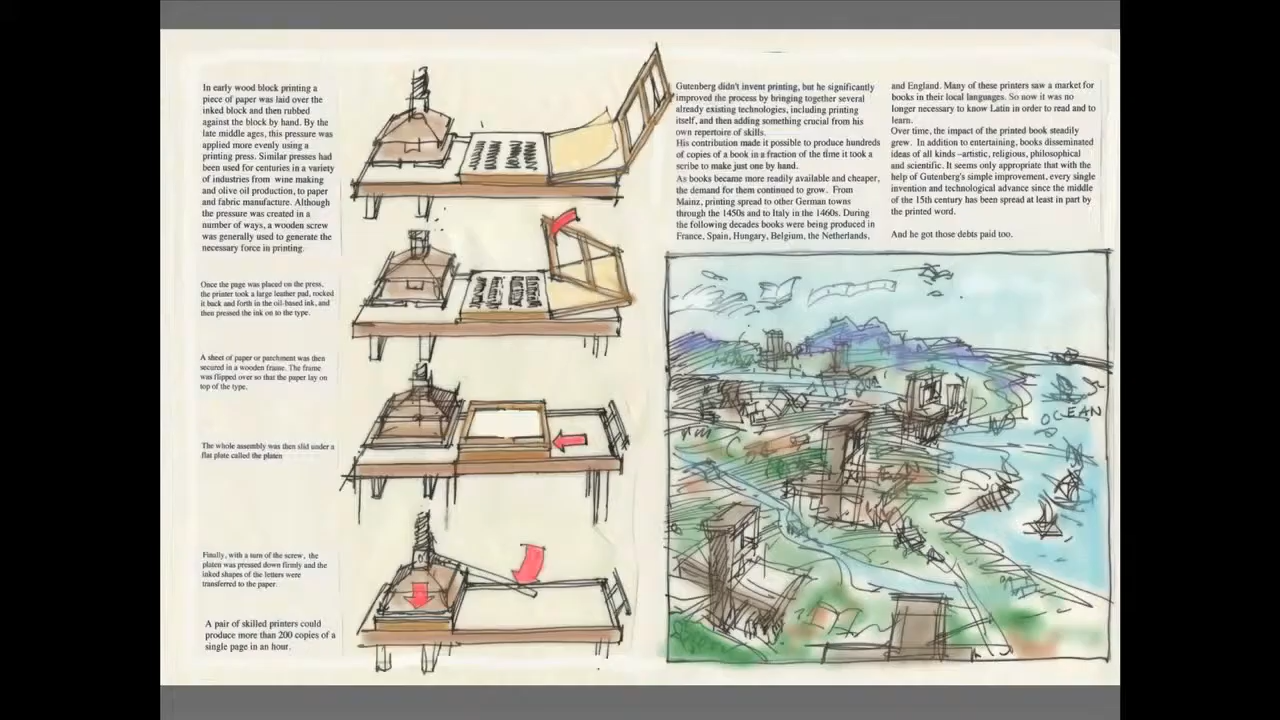 In early wood block printing a
piece of paper was laid over the
inked block and then rubbed
against the block by hand. By the
late middle ages, this pressure was
applied more evenly using a
printing press. Similar presses had
been used for centuries in a variety
of industries from wine making
and olive oil production, to paper
and fabric manufacture. Although
the pressure was created in a
number of ways, a wooden screw
was generally used to generate the
necessary force in printing.
Once the page was placed on the press,
the printer took a large leather pad, rocked
it back and forth in the oil-based ink, and
then pressed the ink on to the type.
A sheet of paper or parchment was then
secured in a wooden frame. The frame
was flipped over so that the paper lay on
top of the type.
The whole assembly was then slid under a
flat plate called the platen
Finally, with a turn of the screw, the
platen was pressed down firmly and the
inked shapes of the letters were
transferred to the paper.
A pair of skilled printers could
produce more than 200 copies of a
single page in an hour.
Gutenberg didn't invent printing, but he significantly
improved the process by bringing together several
already existing technologies, including printing
itself, and then adding something crucial from his
own repertoire of skills.
His contribution made it possible to produce hundreds
of copies of a book in a fraction of the time it took a
scribe to make just one by hand.
As books became more readily available and cheaper,
the demand for them continued to grow. From
Mainz, printing spread to other German towns
through the 1450s and to Italy in the 1460s. During
the following decades books were being produced in
France, Spain, Hungary, Belgium, the Netherlands,
and England. Many of these printers saw a market for
books in their local languages. So now it was no
longer necessary to know Latin in order to read and to
learn.
Over time, the impact of the printed book steadily
grew. In addition to entertaining, books disseminated
ideas of all kinds –artistic, religious, philosophical
and scientific. It seems only appropriate that with the
help of Gutenberg's simple improvement, every single
invention and technological advance since the middle
of the 15th century has been spread at least in part by
the printed word.
And he got those debts paid too.
OCEAN